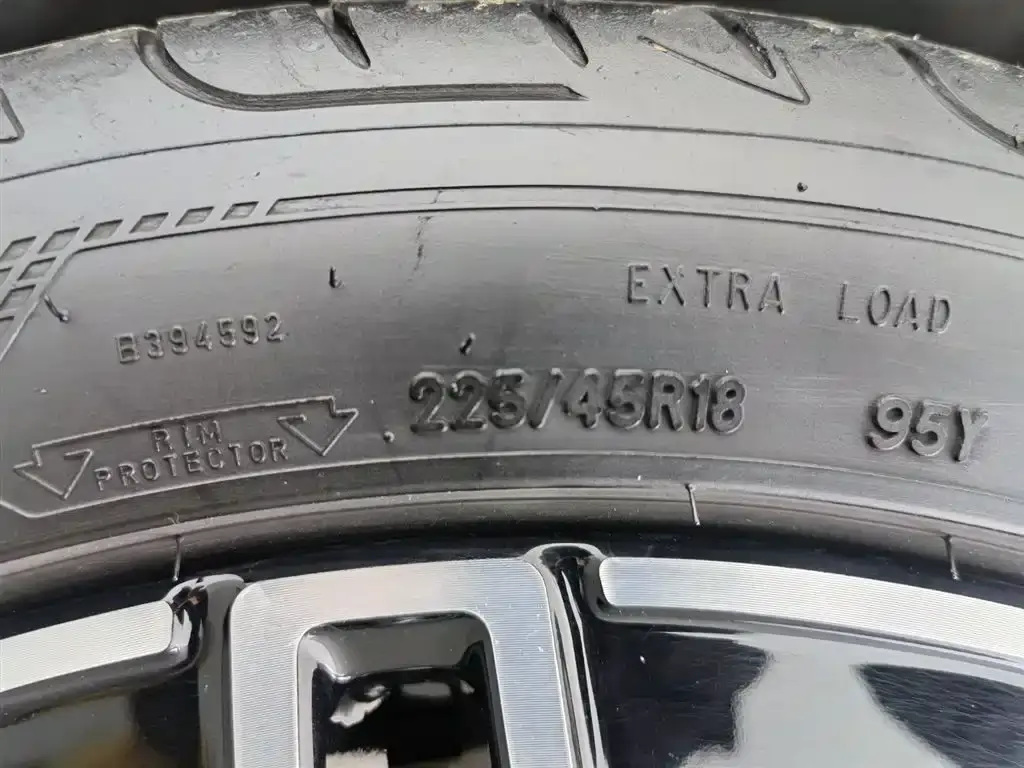 EXTRA LOAD
B394592
225/45R18 95Y
RIM
PROTECTOR